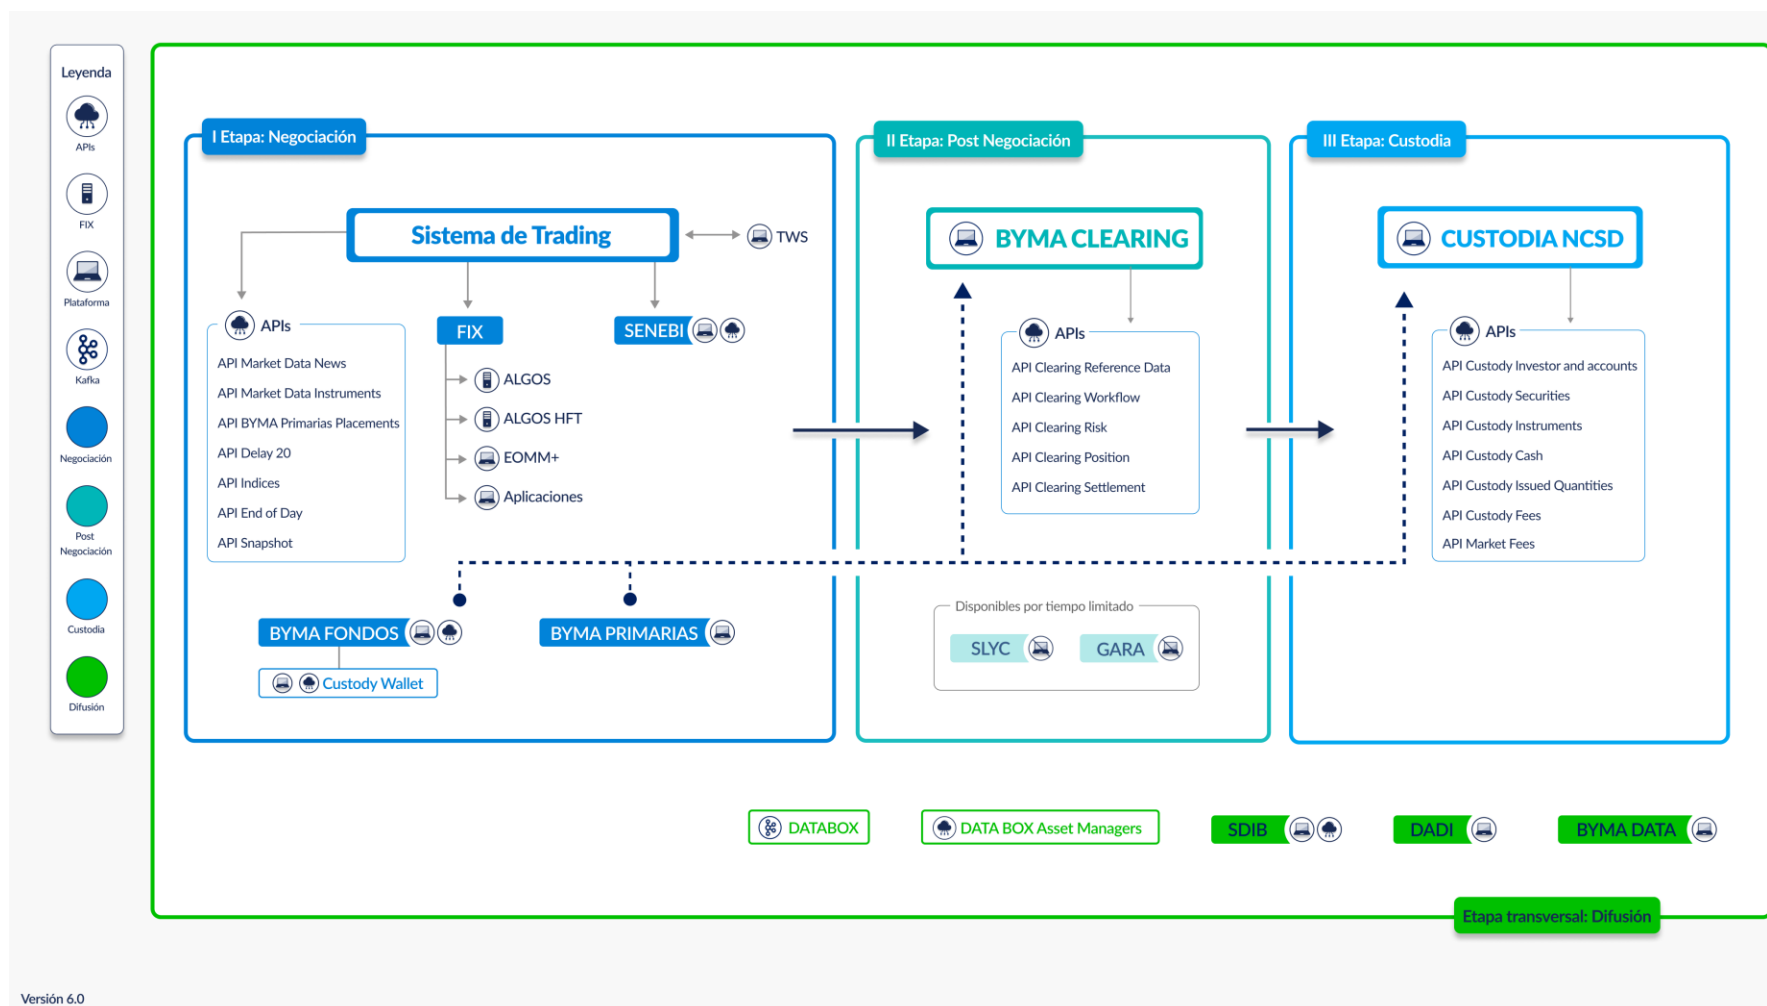 Leyenda
APIs
FIX
Plataforma
Kafka
Negociación
Post
Negociación
Custodia
Difusión
I Etapa: Negociación
Sistema de Trading
TWS
APIs
API Market Data News
API Market Data Instruments
API BYMA Primarias Placements
API Delay 20
API Indices
API End of Day
API Snapshot
FIX
ALGOS
ALGOS HFT
EOMM+
Aplicaciones
SENEBI
BYMA FONDOS
Custody Wallet
BYMA PRIMARIAS
II Etapa: Post Negociación
BYMA CLEARING
APIs
API Clearing Reference Data
API Clearing Workflow
API Clearing Risk
API Clearing Position
API Clearing Settlement
Disponibles por tiempo limitado
SLYC
GARA
III Etapa: Custodia
CUSTODIA NCSD
APIs
API Custody Investor and accounts
API Custody Securities
API Custody Instruments
API Custody Cash
API Custody Issued Quantities
API Custody Fees
API Market Fees
DATABOX
DATA BOX Asset Managers
SDIB
DADI
BYMA DATA
Etapa transversal: Difusión
Versión 6.0